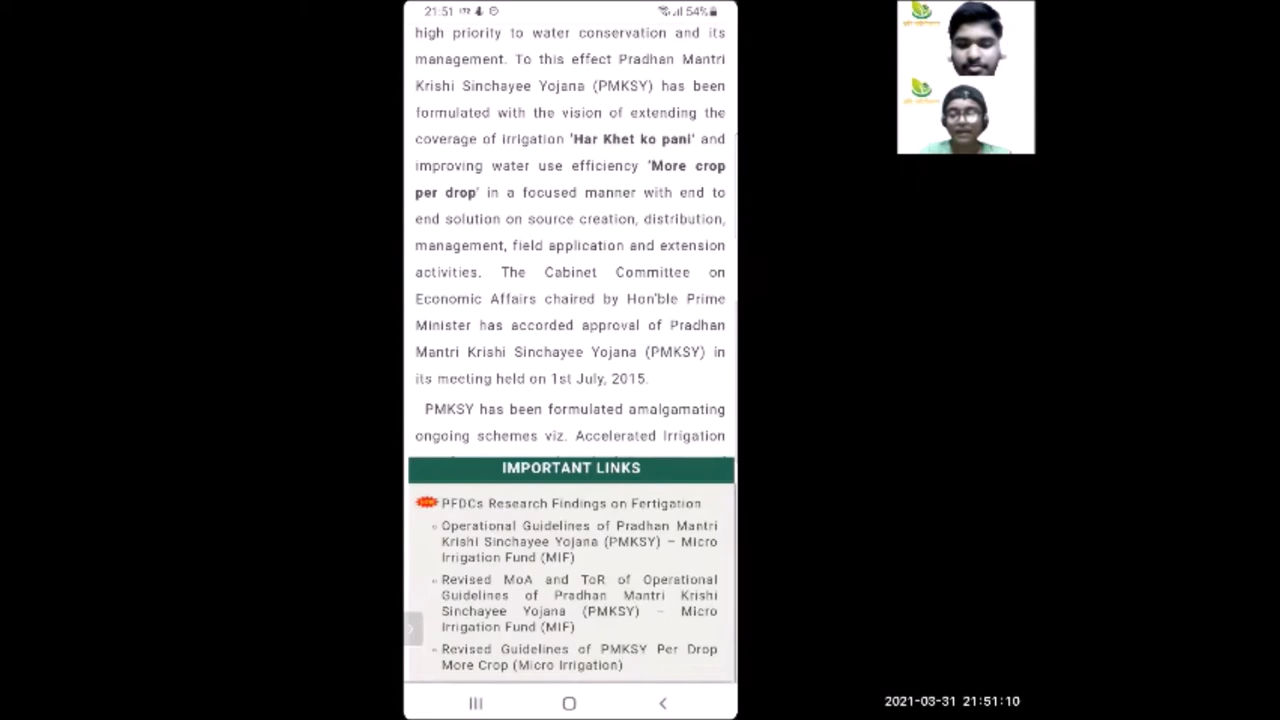 21:51
54%
high priority to water conservation and its
management. To this effect Pradhan Mantri
Krishi Sinchayee Yojana (PMKSY) has been
formulated with the vision of extending the
coverage of irrigation 'Har Khet ko pani' and
improving water use efficiency 'More crop
per drop' in a focused manner with end to
end solution on source creation, distribution,
management, field application and extension
activities. The Cabinet Committee on
Economic Affairs chaired by Hon'ble Prime
Minister has accorded approval of Pradhan
Mantri Krishi Sinchayee Yojana (PMKSY) in
its meeting held on 1st July, 2015.
PMKSY has been formulated amalgamating
ongoing schemes viz. Accelerated Irrigation
IMPORTANT LINKS
PFDCs Research Findings on Fertigation
Operational Guidelines of Pradhan Mantri
Krishi Sinchayee Yojana (PMKSY) – Micro
Irrigation Fund (MIF)
Revised MoA and ToR of Operational
Guidelines of Pradhan Mantri Krishi
Sinchayee Yojana (PMKSY) – Micro
Irrigation Fund (MIF)
Revised Guidelines of PMKSY Per Drop
More Crop (Micro Irrigation)
2021-03-31 21:51:10